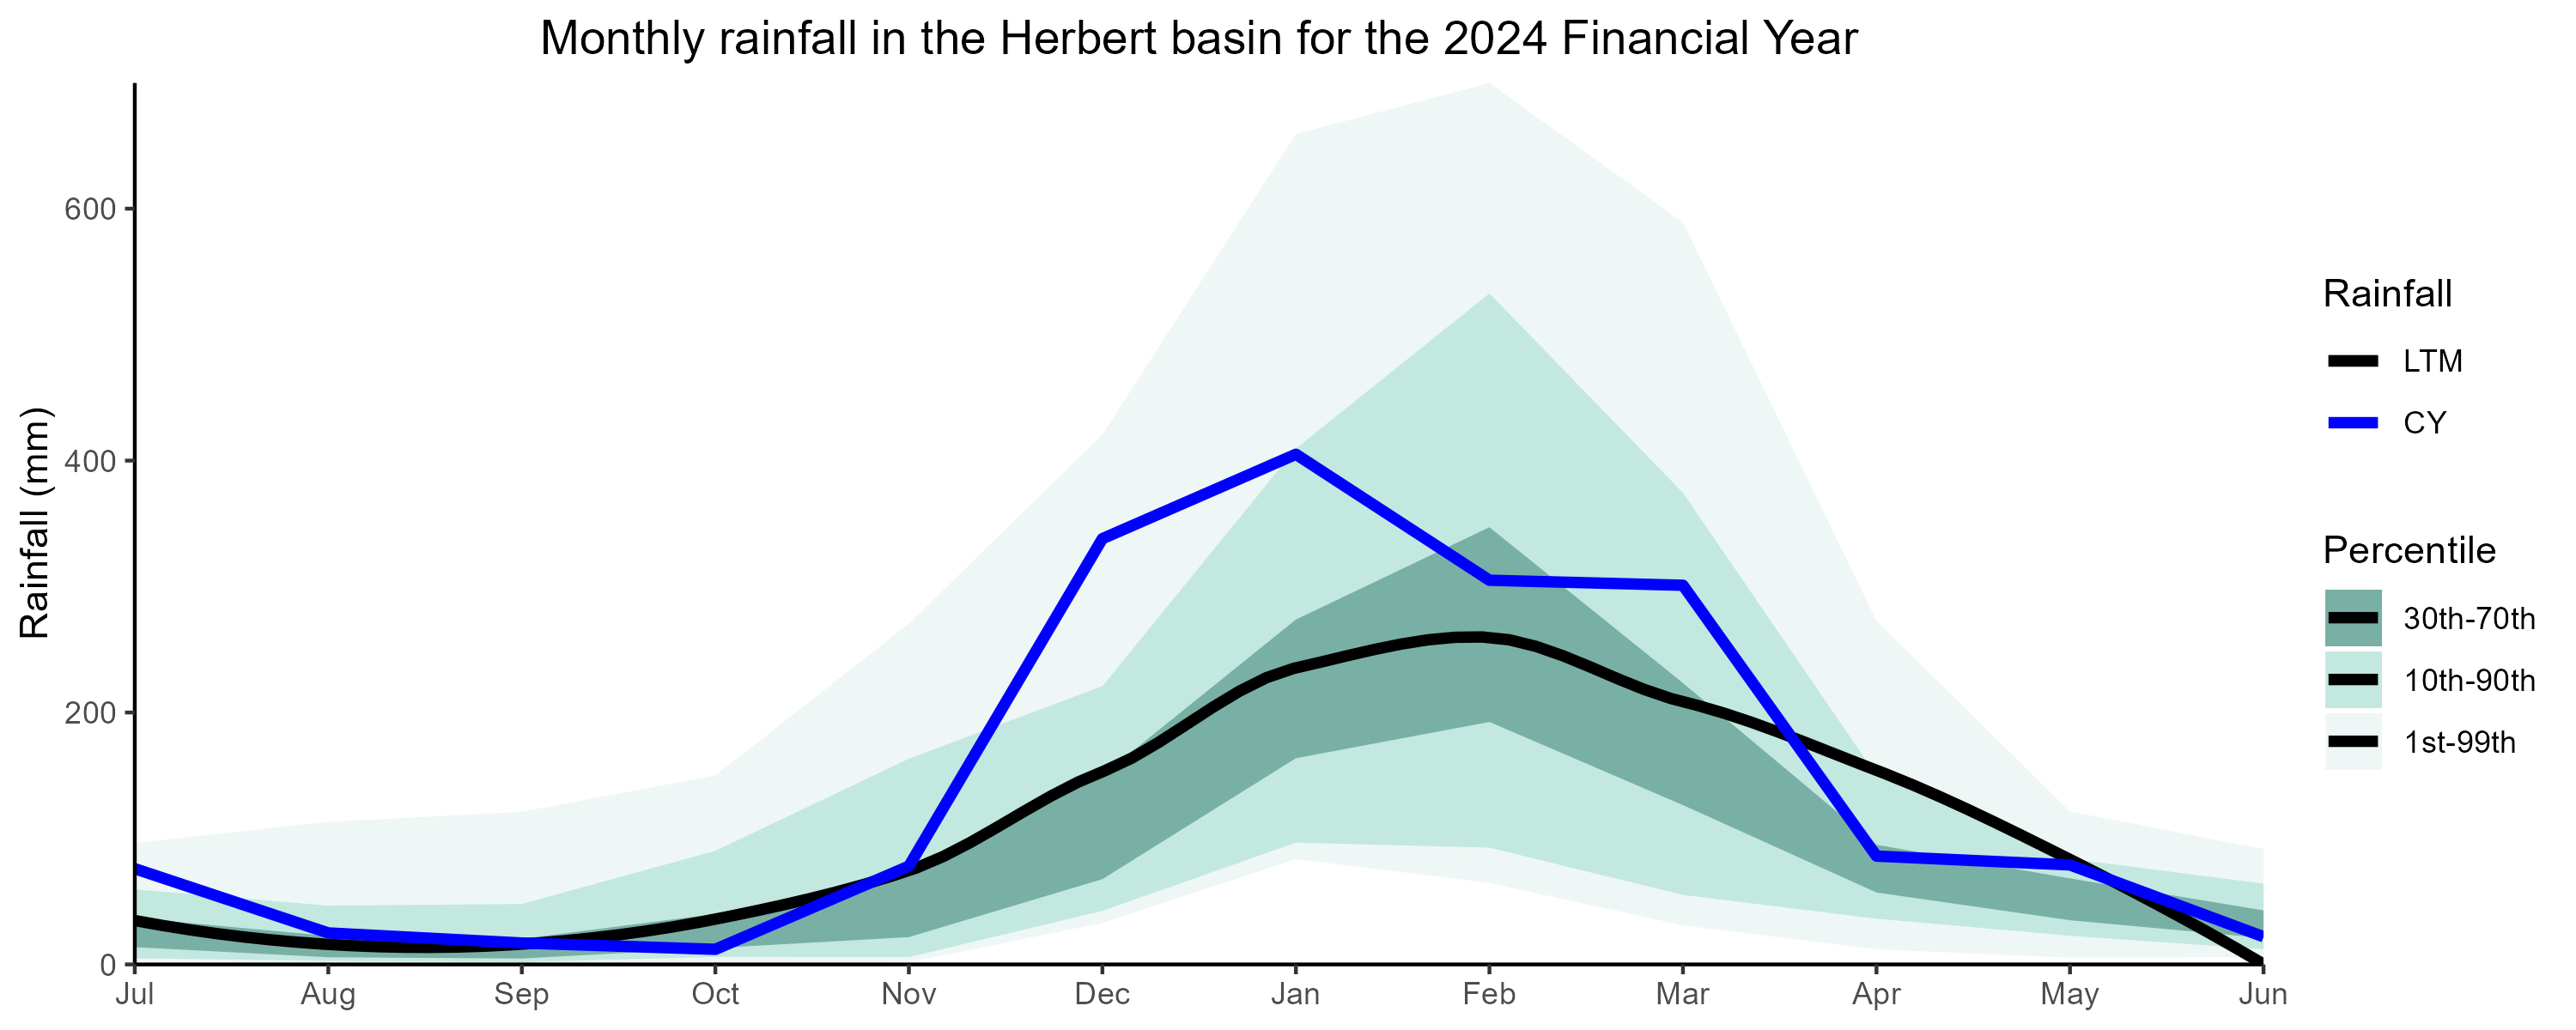 Monthly rainfall in the Herbert basin for the 2024 Financial Year
Rainfall (mm)
600
400
200
0
Jul Aug Sep Oct Nov Dec Jan Feb Mar Apr May Jun
Rainfall
LTM
CY
Percentile
30th-70th
10th-90th
1st-99th